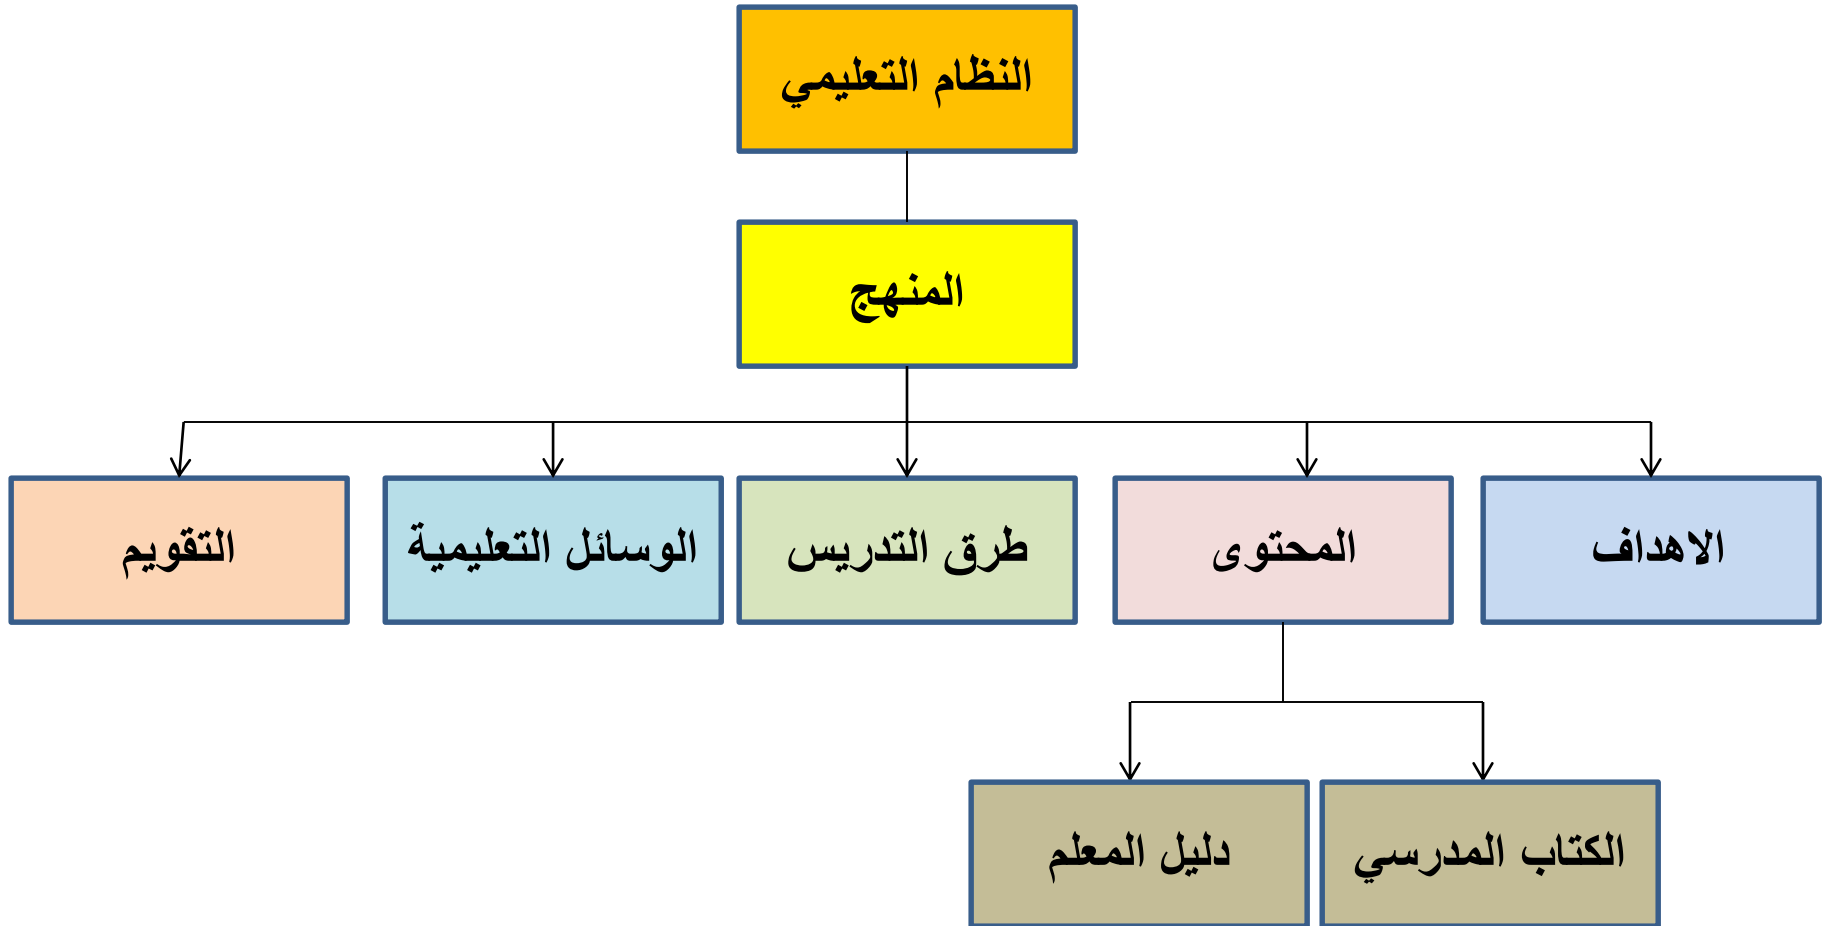 النظام التعليمي
المنهج
الاهداف
المحتوى
طرق التدريس
الوسائل التعليمية
التقويم
الكتاب المدرسي
دليل المعلم